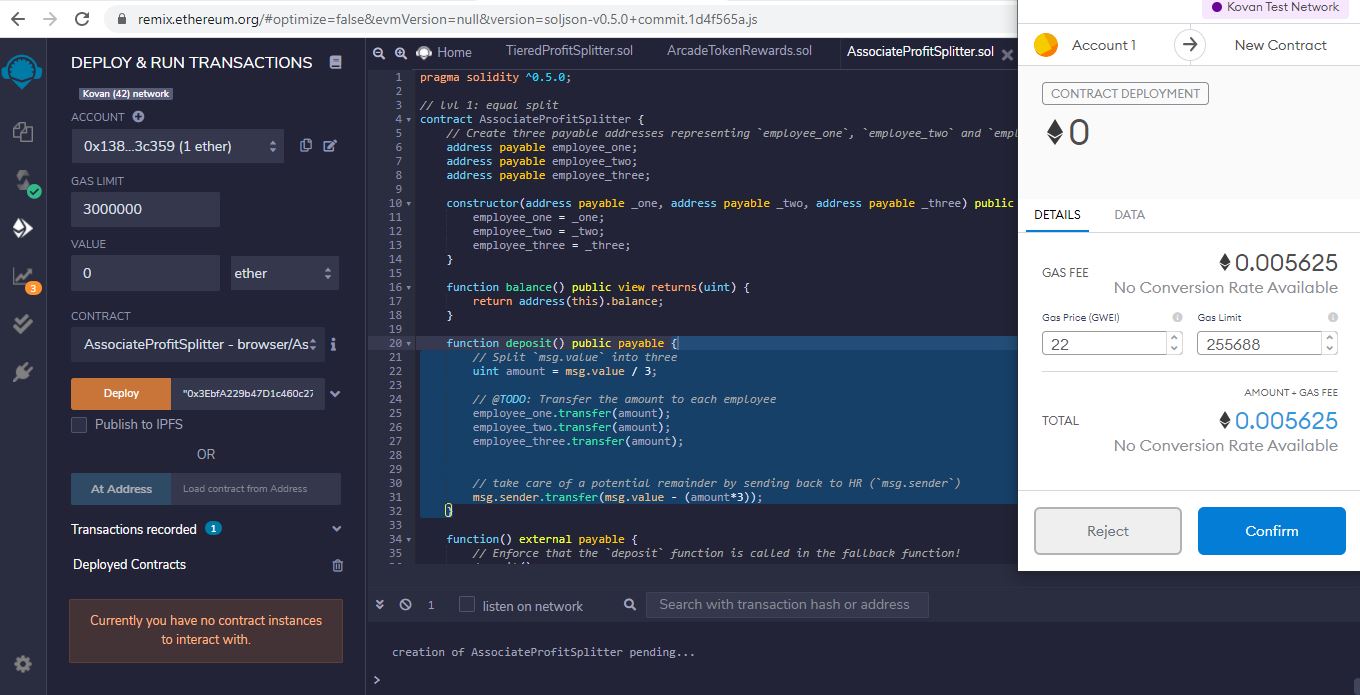 remix.ethereum.org/#optimize=false&evmVersion=null&version=soljson-v0.5.0+commit.1d4f565a.js
DEPLOY & RUN TRANSACTIONS
Kovan (42) network
ACCOUNT
0x138...3c359 (1 ether)
GAS LIMIT
3000000
VALUE
0
ether
CONTRACT
AssociateProfitSplitter - browser/As
Deploy
"0x3EbfA229b47D1c460c27
Publish to IPFS
OR
At Address
Load contract from Address
Transactions recorded 1
Deployed Contracts
Currently you have no contract instances
to interact with.
3
Home
TieredProfitSplitter.sol
ArcadeTokenRewards.sol
AssociateProfitSplitter.sol
1 pragma solidity ^0.5.0;
2
3 // lvl 1: equal split
4 contract AssociateProfitSplitter {
5 // Create three payable addresses representing `employee_one`, `employee_two` and `empl
6 address payable employee_one;
7 address payable employee_two;
8 address payable employee_three;
9
10 constructor(address payable _one, address payable _two, address payable _three) public
11 employee_one = _one;
12 employee_two = _two;
13 employee_three = _three;
14 }
15
16 function balance() public view returns(uint) {
17 return address(this).balance;
18 }
19
20 function deposit() public payable {
21 // Split `msg.value` into three
22 uint amount = msg.value / 3;
23
24 // @TODO: Transfer the amount to each employee
25 employee_one.transfer(amount);
26 employee_two.transfer(amount);
27 employee_three.transfer(amount);
28
29
30 // take care of a potential remainder by sending back to HR (`msg.sender`)
31 msg.sender.transfer(msg.value - (amount*3));
32 }
33
34 function() external payable {
35 // Enforce that the `deposit` function is called in the fallback function!
1
listen on network
Search with transaction hash or address
creation of AssociateProfitSplitter pending...
>
Kovan Test Network
Account 1
New Contract
CONTRACT DEPLOYMENT
0
DETAILS
DATA
GAS FEE
0.005625
No Conversion Rate Available
Gas Price (GWEI)
Gas Limit
22
255688
AMOUNT + GAS FEE
TOTAL
0.005625
No Conversion Rate Available
Reject
Confirm